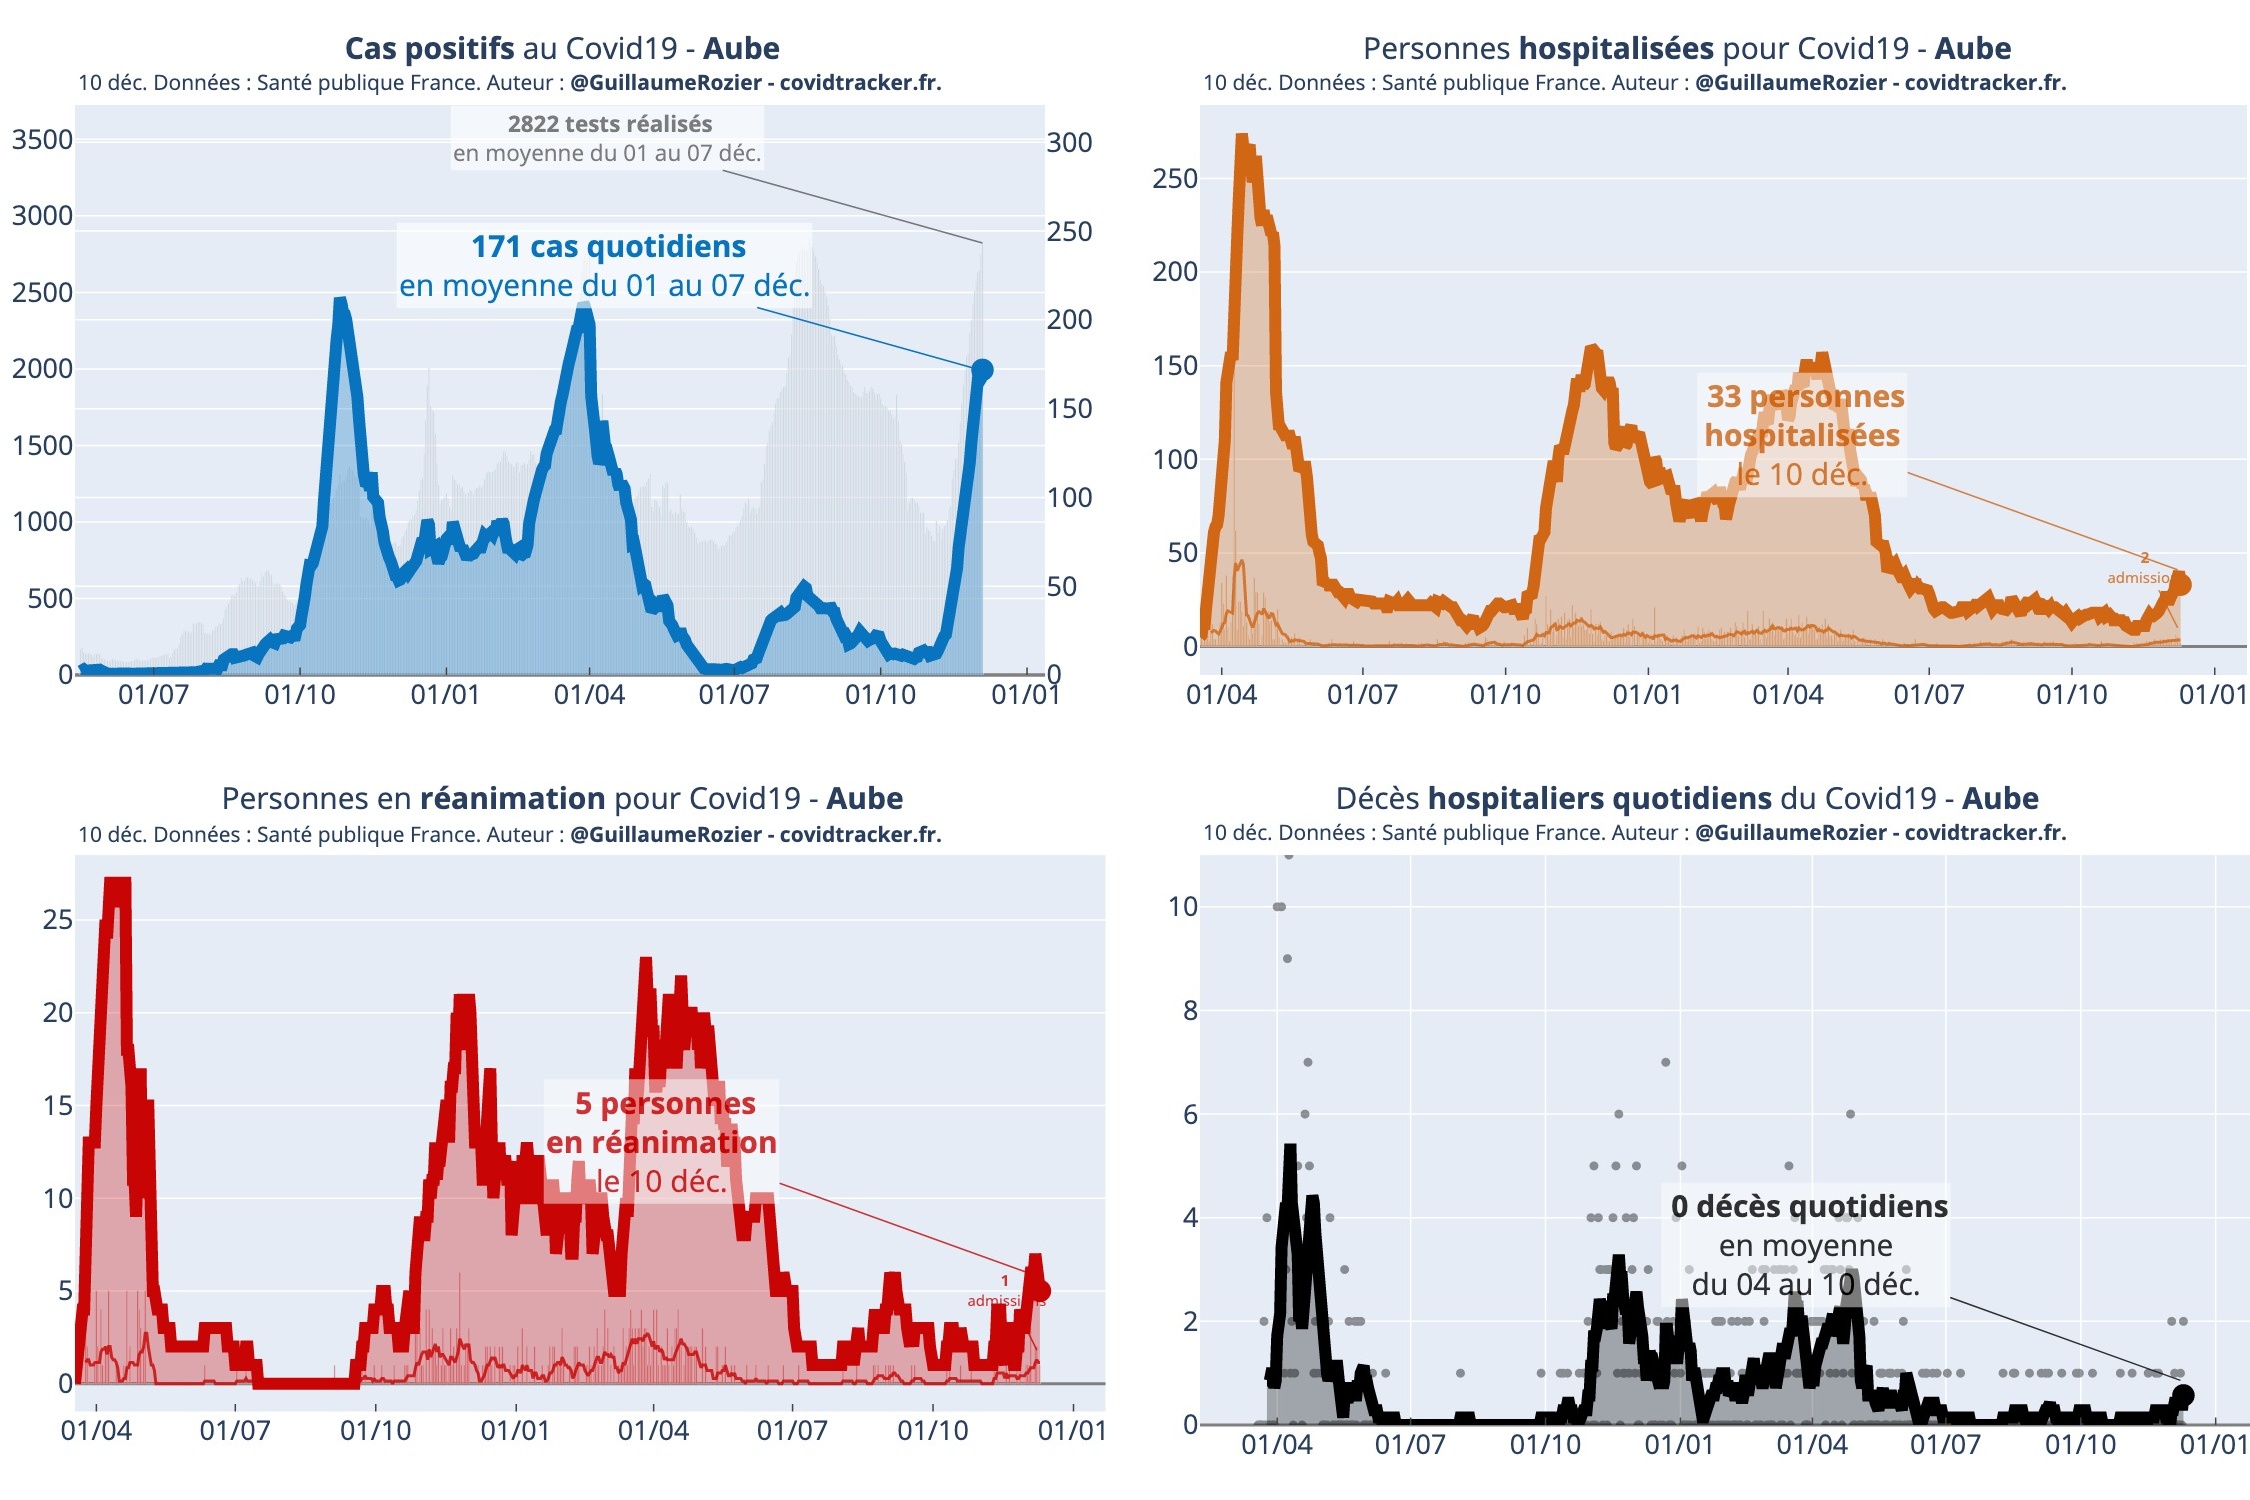 Cas positifs au Covid19 - Aube
10 déc. Données : Santé publique France. Auteur : @GuillaumeRozier - covidtracker.fr.
2822 tests réalisés
en moyenne du 01 au 07 déc.
171 cas quotidiens
en moyenne du 01 au 07 déc.
3500
3000
2500
2000
1500
1000
500
0
300
250
200
150
100
50
0
01/07
01/10
01/01
01/04
01/07
01/10
01/01
Personnes hospitalisées pour Covid19 - Aube
10 déc. Données : Santé publique France. Auteur : @GuillaumeRozier - covidtracker.fr.
250
200
150
100
50
0
33 personnes
hospitalisées
le 10 déc.
2
admissio
01/04
01/07
01/10
01/01
01/04
01/07
01/10
01/01
Personnes en réanimation pour Covid19 - Aube
10 déc. Données : Santé publique France. Auteur : @GuillaumeRozier - covidtracker.fr.
25
20
15
10
5
0
5 personnes
en réanimation
le 10 déc.
1
admissions
01/04
01/07
01/10
01/01
01/04
01/07
01/10
01/01
Décès hospitaliers quotidiens du Covid19 - Aube
10 déc. Données : Santé publique France. Auteur : @GuillaumeRozier - covidtracker.fr.
10
8
6
4
2
0
0 décès quotidiens
en moyenne
du 04 au 10 déc.
01/04
01/07
01/10
01/01
01/04
01/07
01/10
01/01